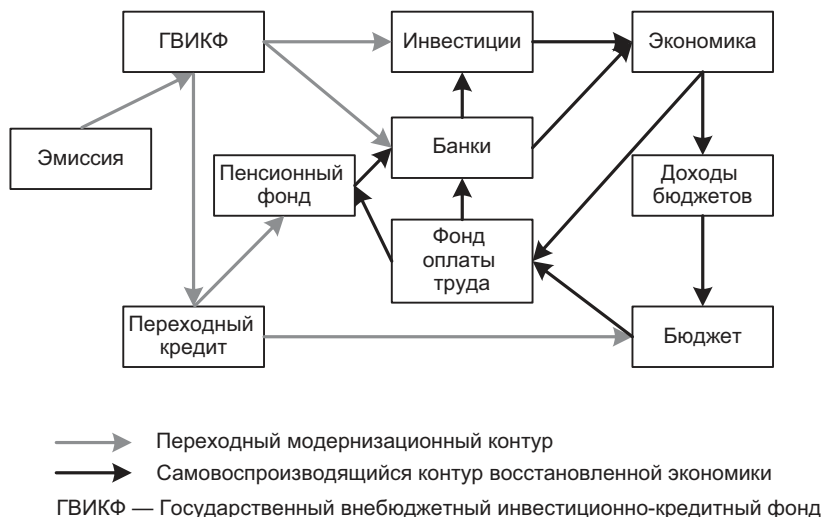 ГВИКФ
Инвестиции
Экономика
Эмиссия
Банки
Пенсионный
фонд
Доходы
бюджетов
Фонд
оплаты
труда
Переходный
кредит
Бюджет
Переходный модернизационный контур
Самовоспроизводящийся контур восстановленной экономики
ГВИКФ — Государственный внебюджетный инвестиционно-кредитный фонд